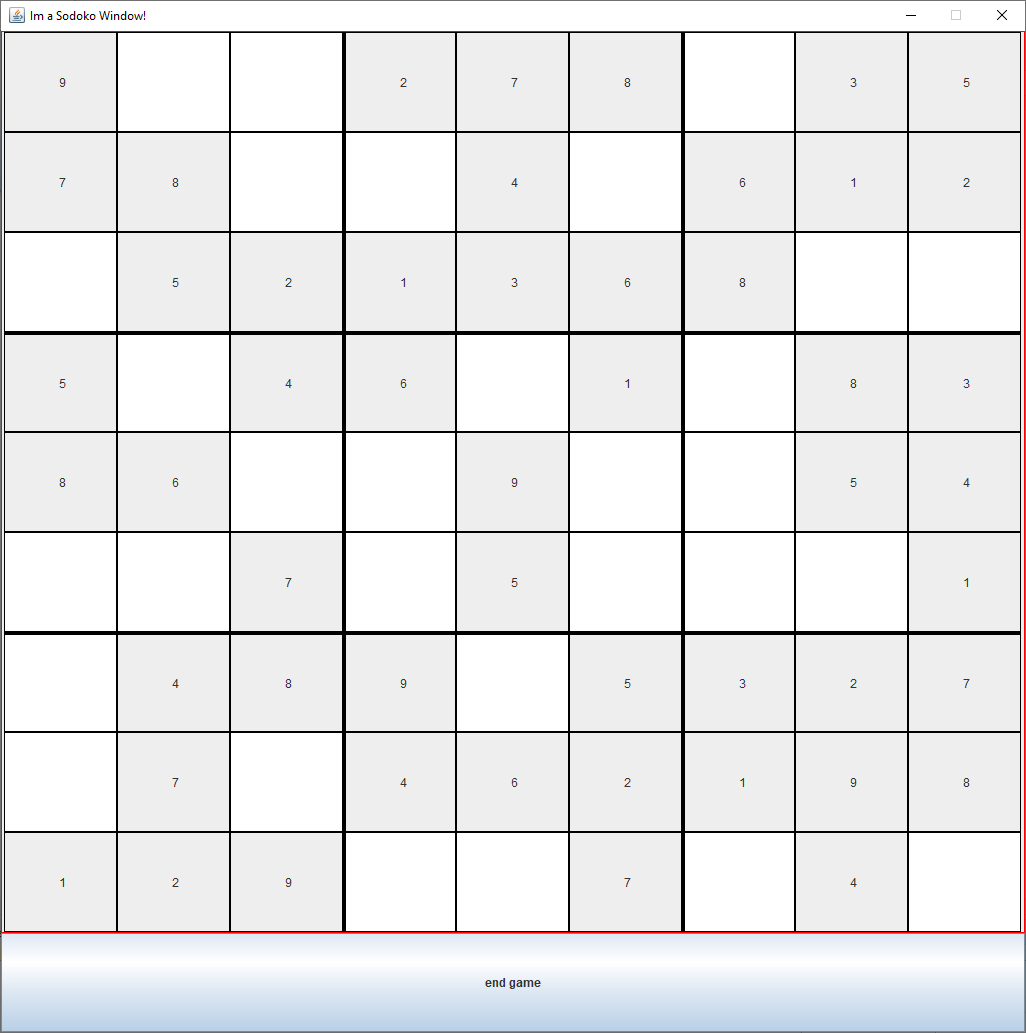 Im a Sodoko Window!
9 2 7 8 3 5
7 8 4 6 1 2
5 2 1 3 6 8
5 4 6 1 8 3
8 6 9 5 4
7 5 1
4 8 9 5 3 2 7
7 4 6 2 1 9 8
1 2 9 7 4
end game